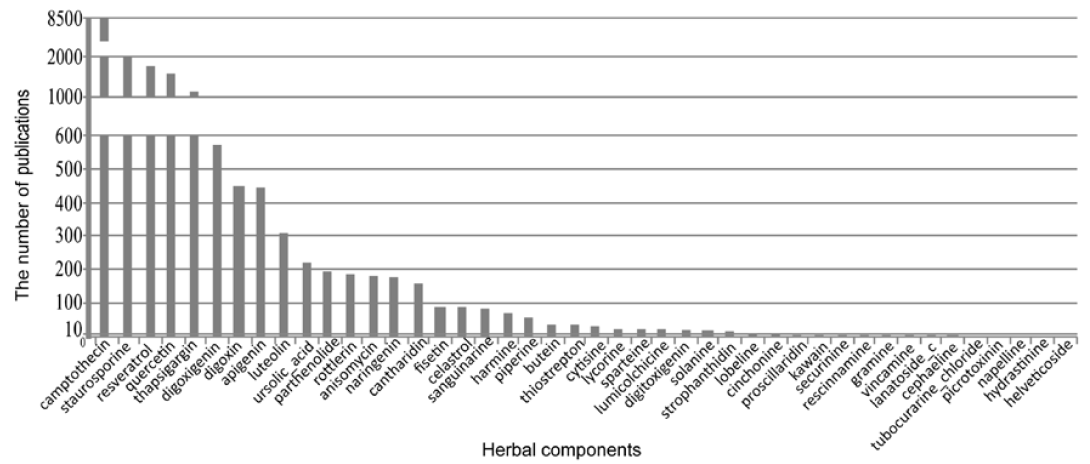 8500
2000
1000
600
500
400
300
200
100
10
0
The number of publications
camptothecin
staurosporine
resveratrol
quercetin
thapsigargin
digoxigenin
digoxin
apigenin
luteolin
ursolic_acid
parthenolide
rottlerin
anisomycin
naringenin
cantharidin
fisetin
celastrol
sanguinarine
harmine
piperine
butein
thiostrepton
cytisine
lycorine
sparteine
lumicolchicine
digitoxigenin
solanine
strophanthidin
lobeline
cinchonine
proscillaridin
kawain
securinine
rescinnamine
gramine
vincamine
lanatoside_c
cephaeline
tubocurarine_chloride
picrotoxinin
napelline
hydrastinine
helveticoside
Herbal components